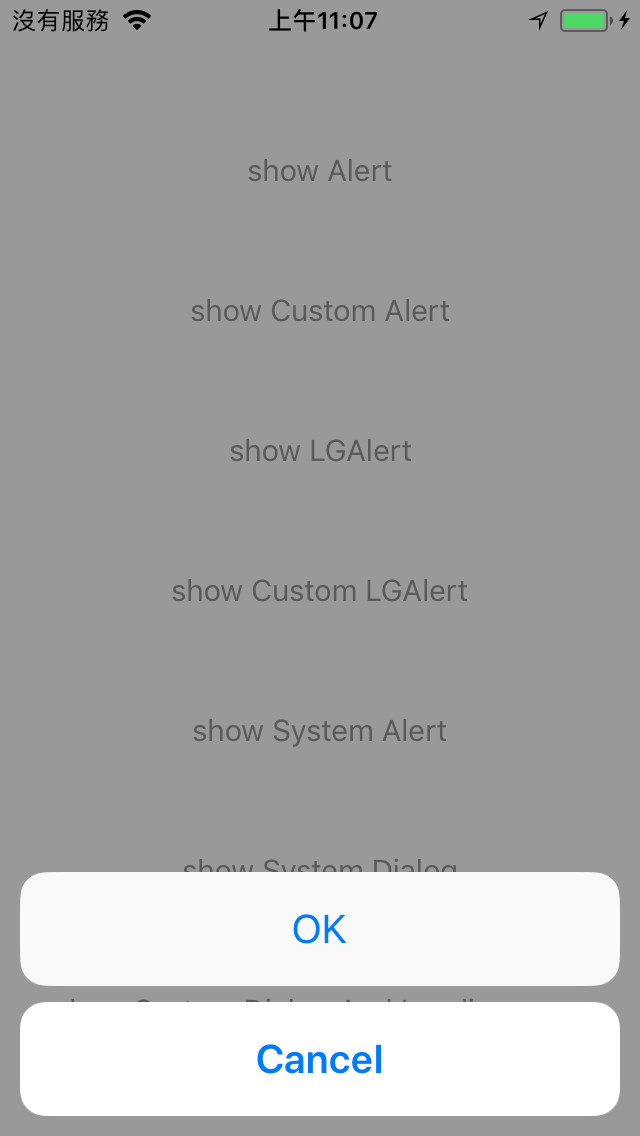 沒有服務 上午11:07
show Alert
show Custom Alert
show LGAlert
show Custom LGAlert
show System Alert
show System Dialog
OK
Cancel